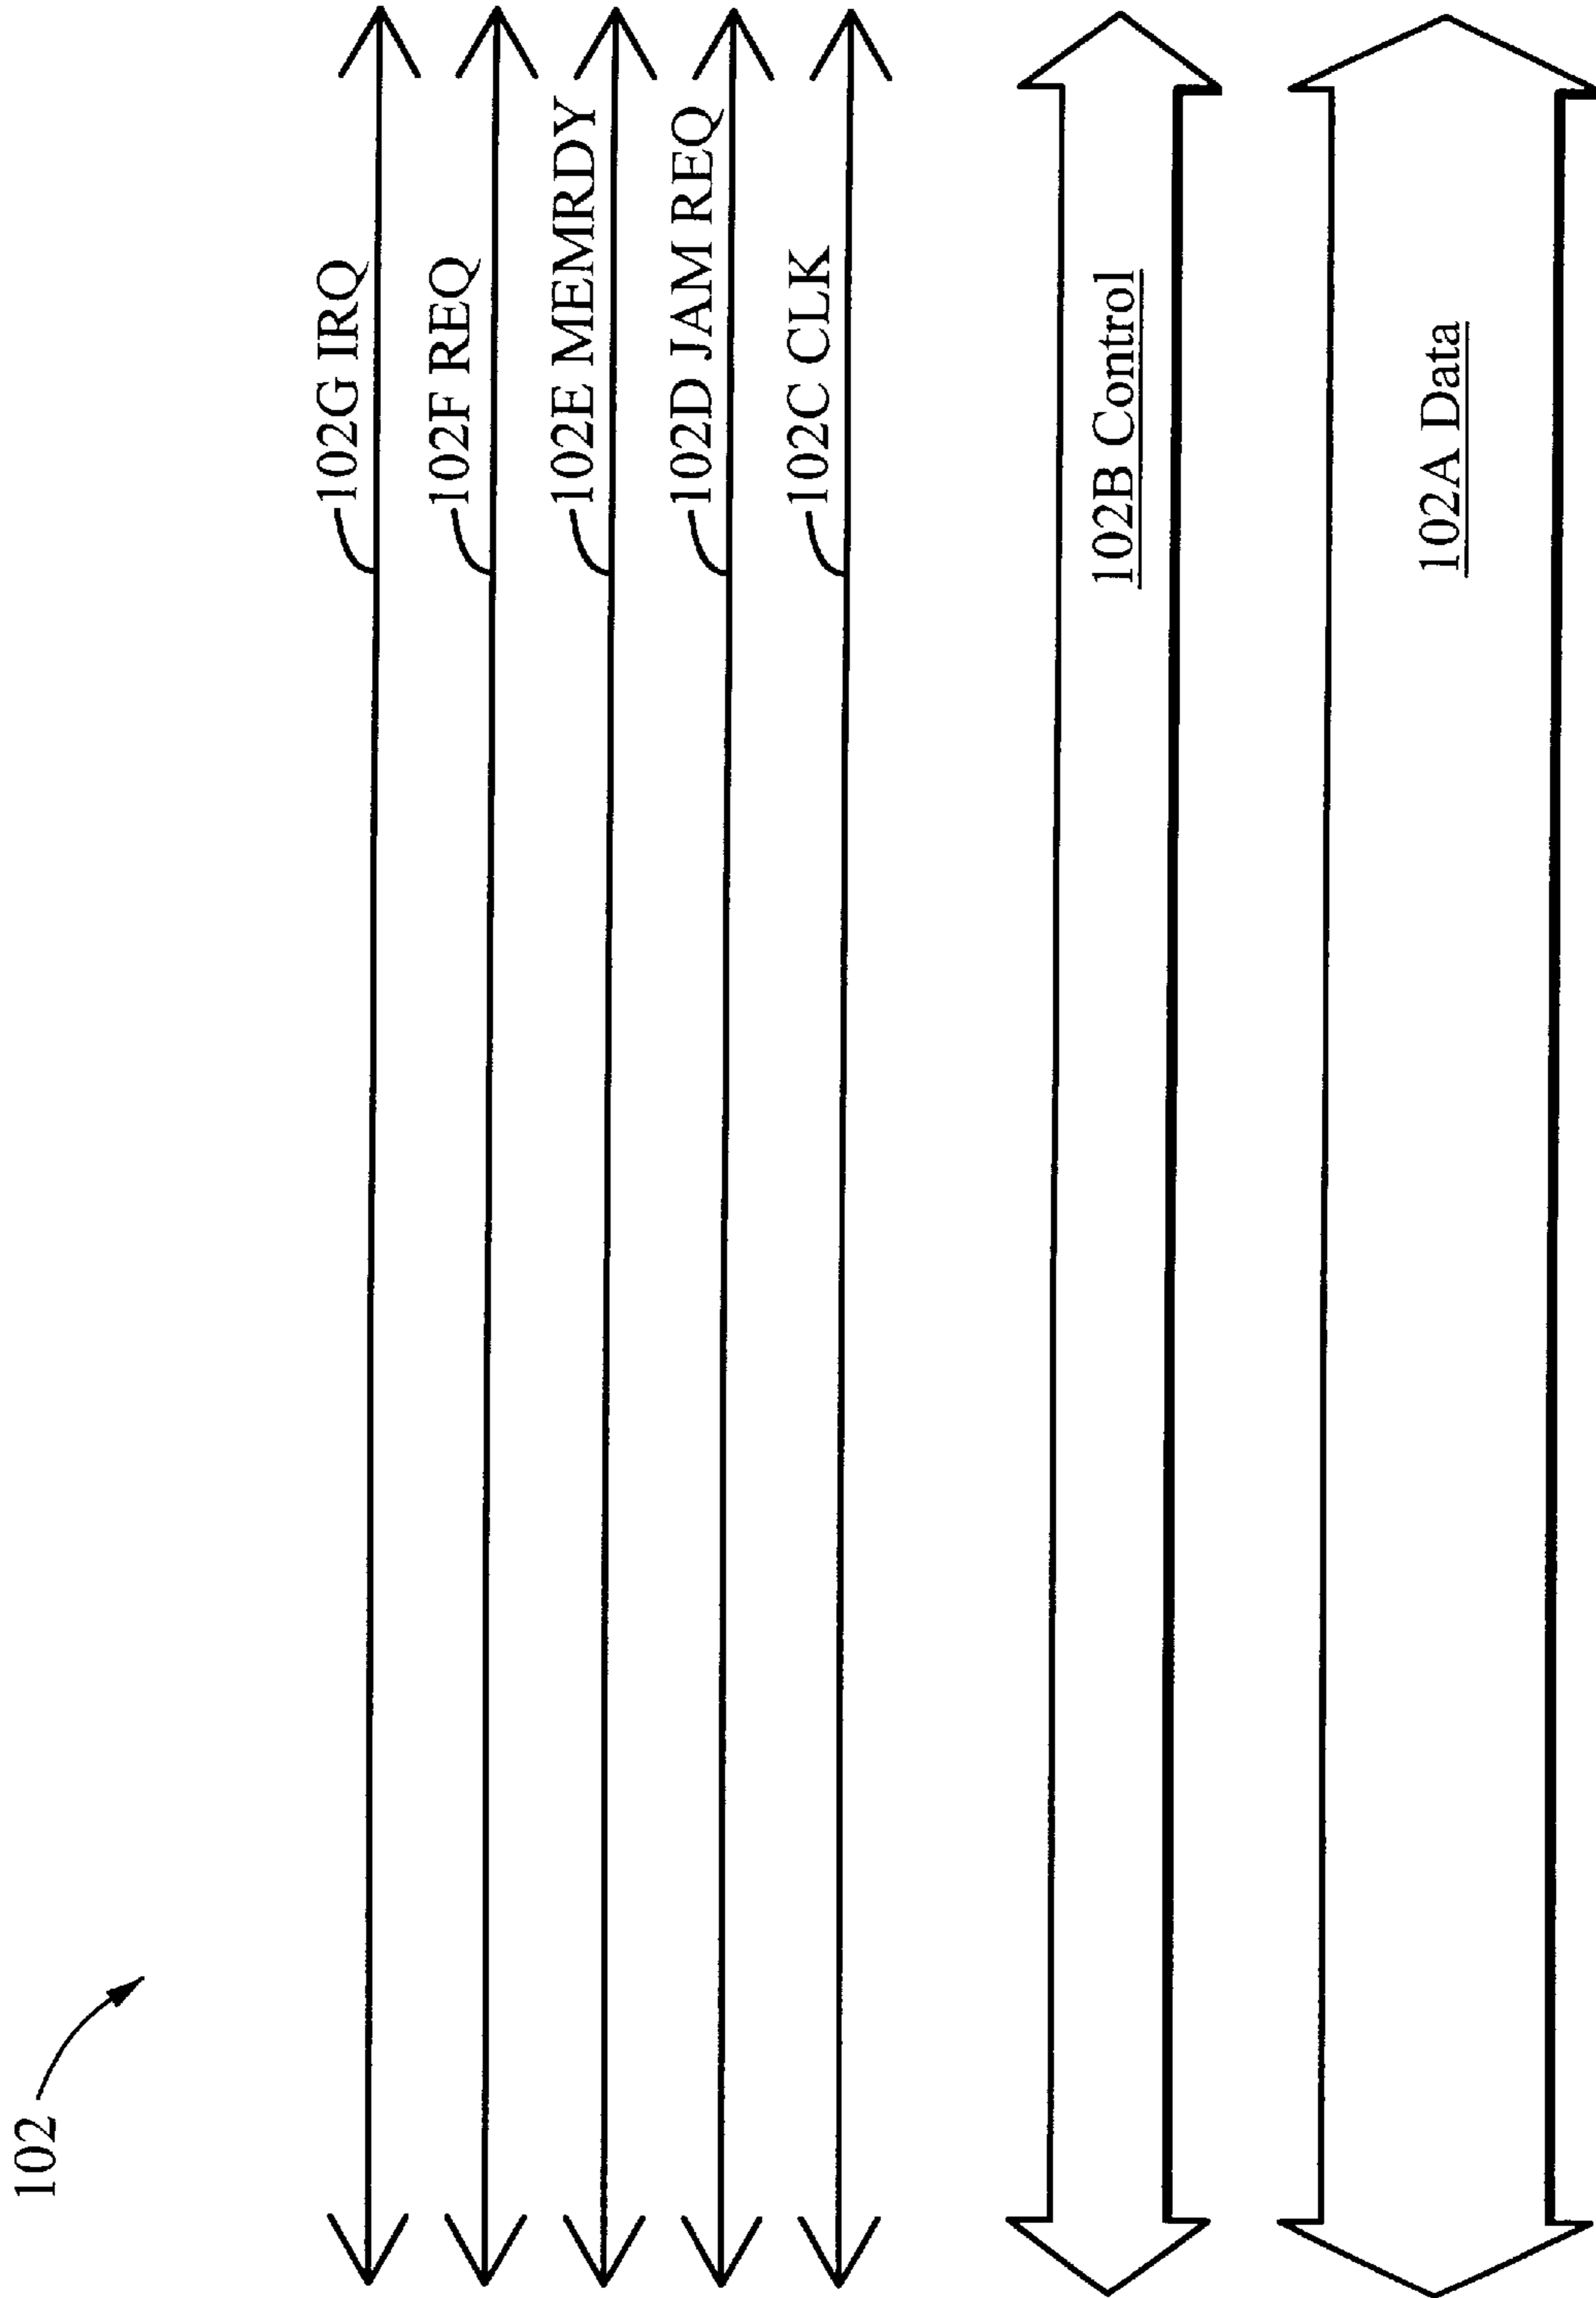 102
102G IRQ
102F REQ
102E MEMRDY
102D JAM REQ
102C CLK
102B Control
102A Data